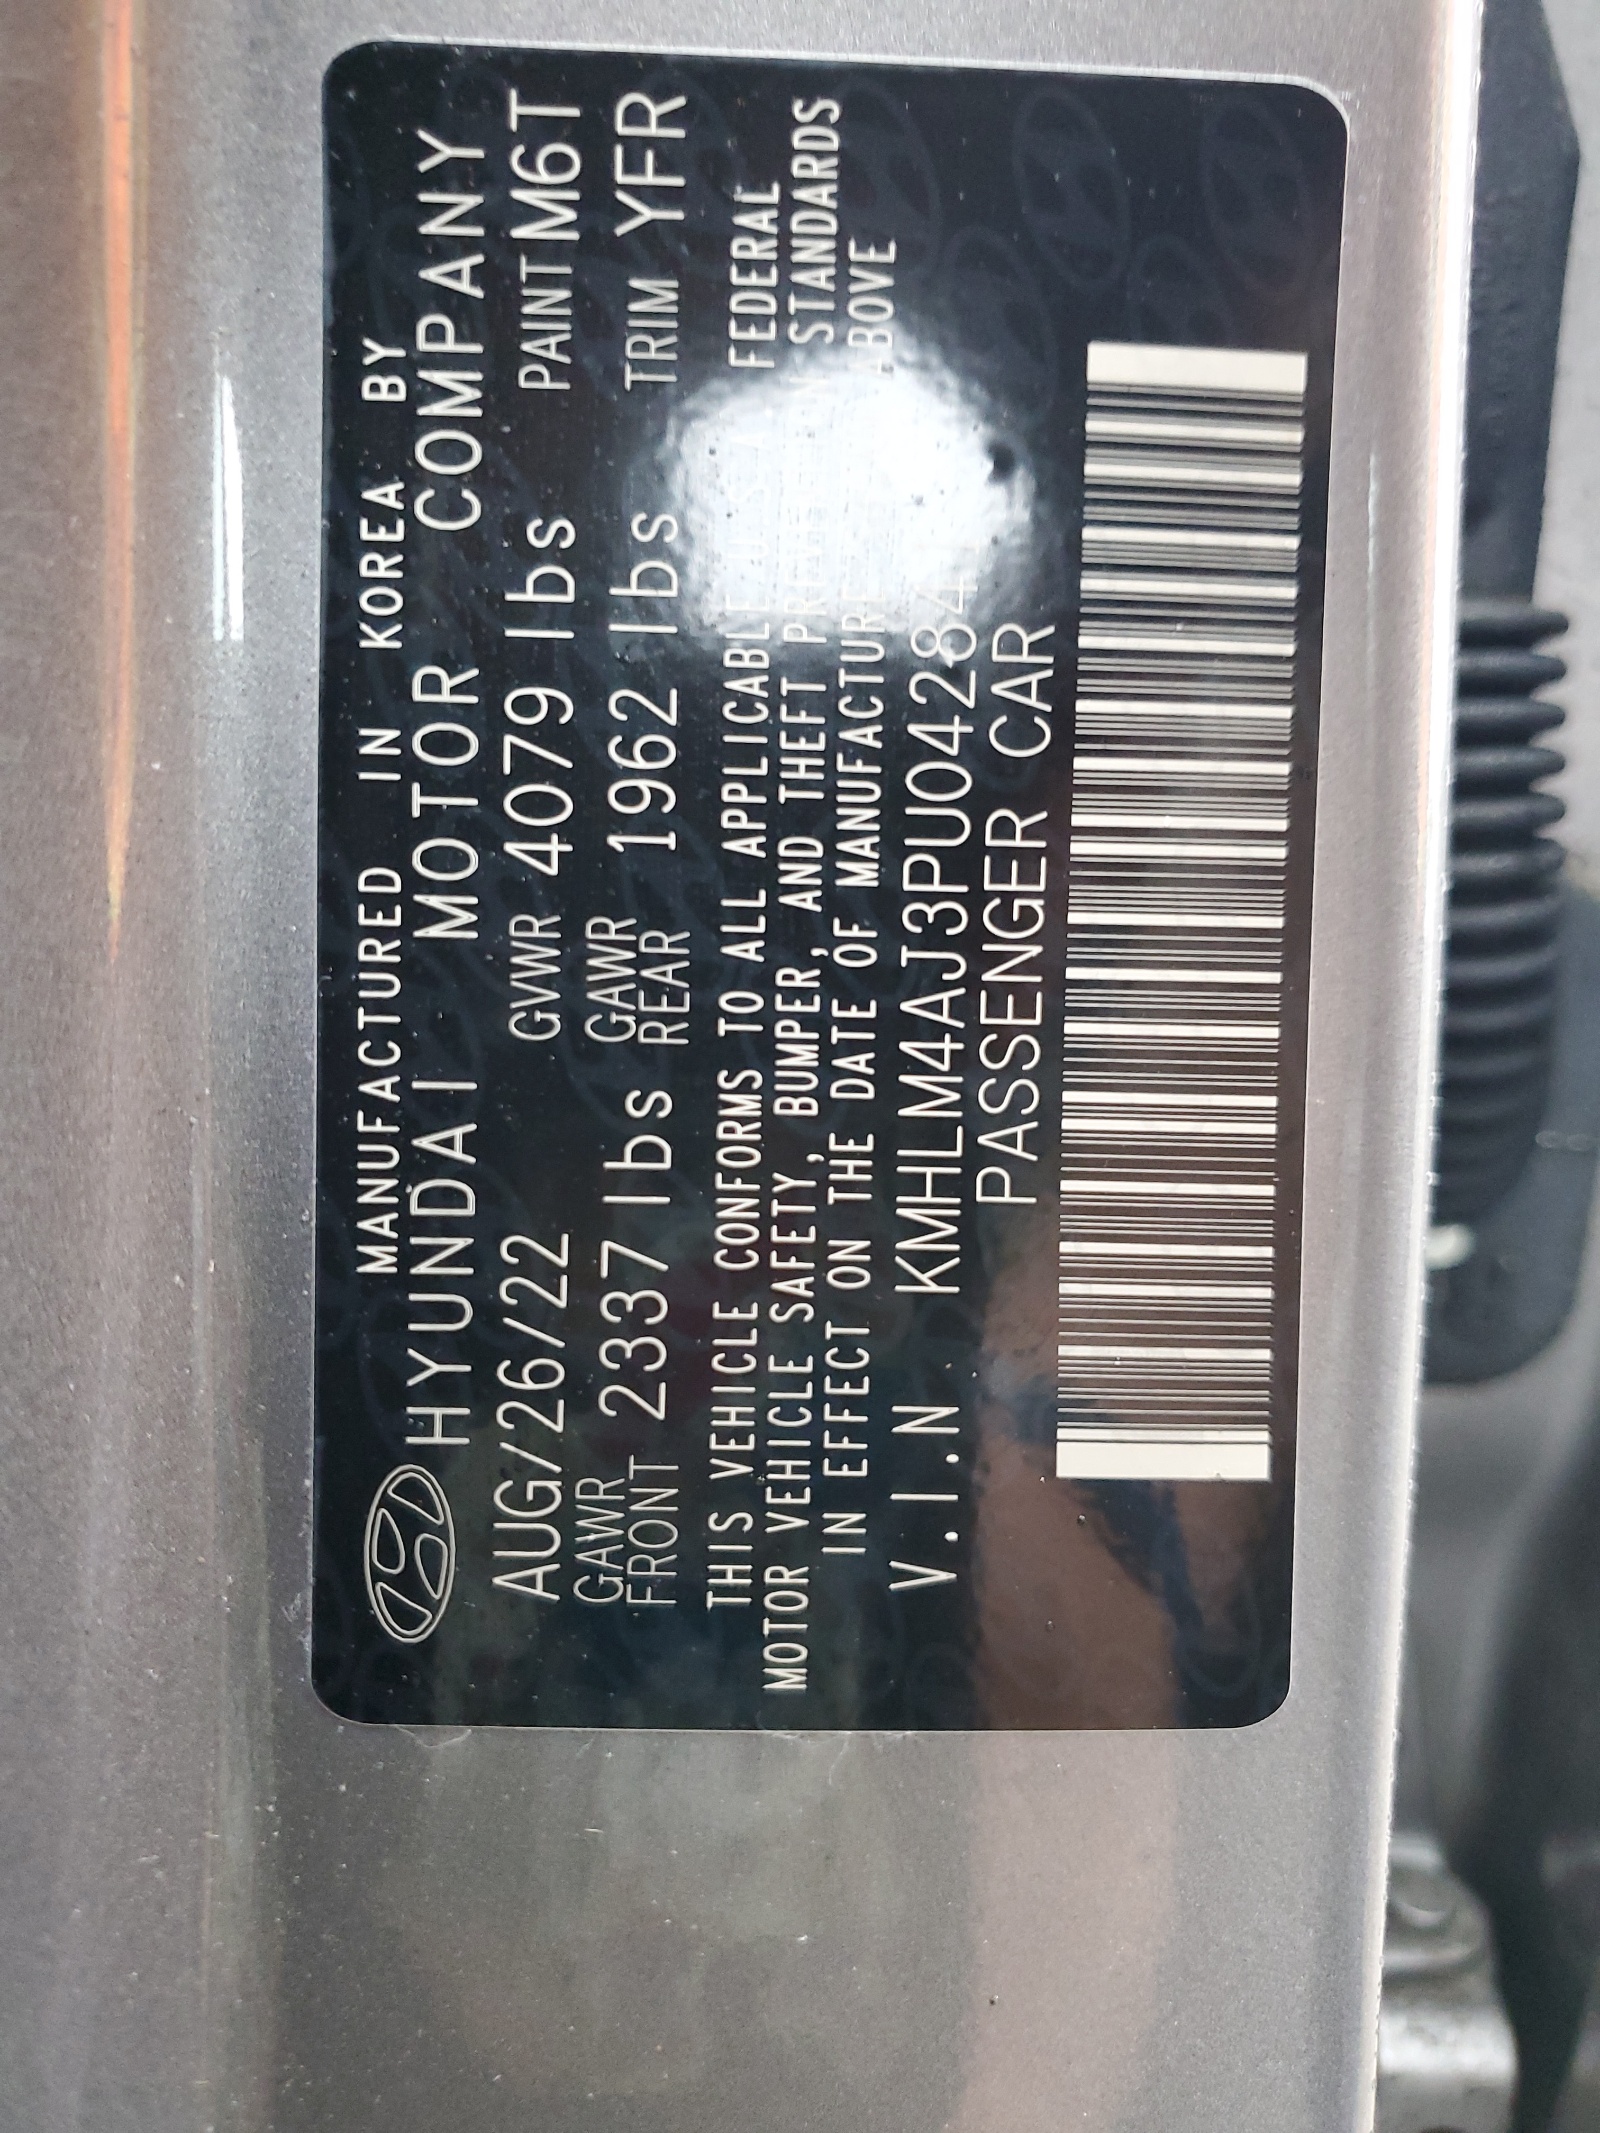 MANUFACTURED IN KOREA BY
HYUNDAI MOTOR COMPANY
AUG/26/22 GVWR 4079 lbs PAINT M6T
GAWR FRONT 2337 lbs GAWR REAR 1962 lbs TRIM YFR
THIS VEHICLE CONFORMS TO ALL APPLICABLE FEDERAL
MOTOR VEHICLE SAFETY, BUMPER, AND THEFT STANDARDS
IN EFFECT ON THE DATE OF MANUFACTURE ABOVE
V.I.N KMHLM4AJ3PU04284
PASSENGER CAR